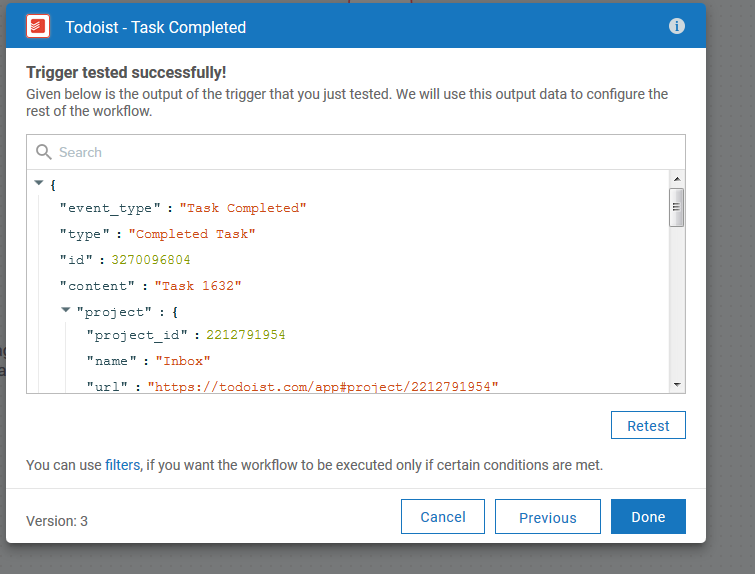 Todoist - Task Completed
Trigger tested successfully!
Given below is the output of the trigger that you just tested. We will use this output data to configure the
rest of the workflow.
Search
{
"event_type" : "Task Completed"
"type" : "Completed Task"
"id" : 3270096804
"content" : "Task 1632"
"project" : {
"project_id" : 2212791954
"name" : "Inbox"
"url" : "https://todoist.com/app#project/2212791954"
Retest
You can use filters, if you want the workflow to be executed only if certain conditions are met.
Version: 3
Cancel
Previous
Done